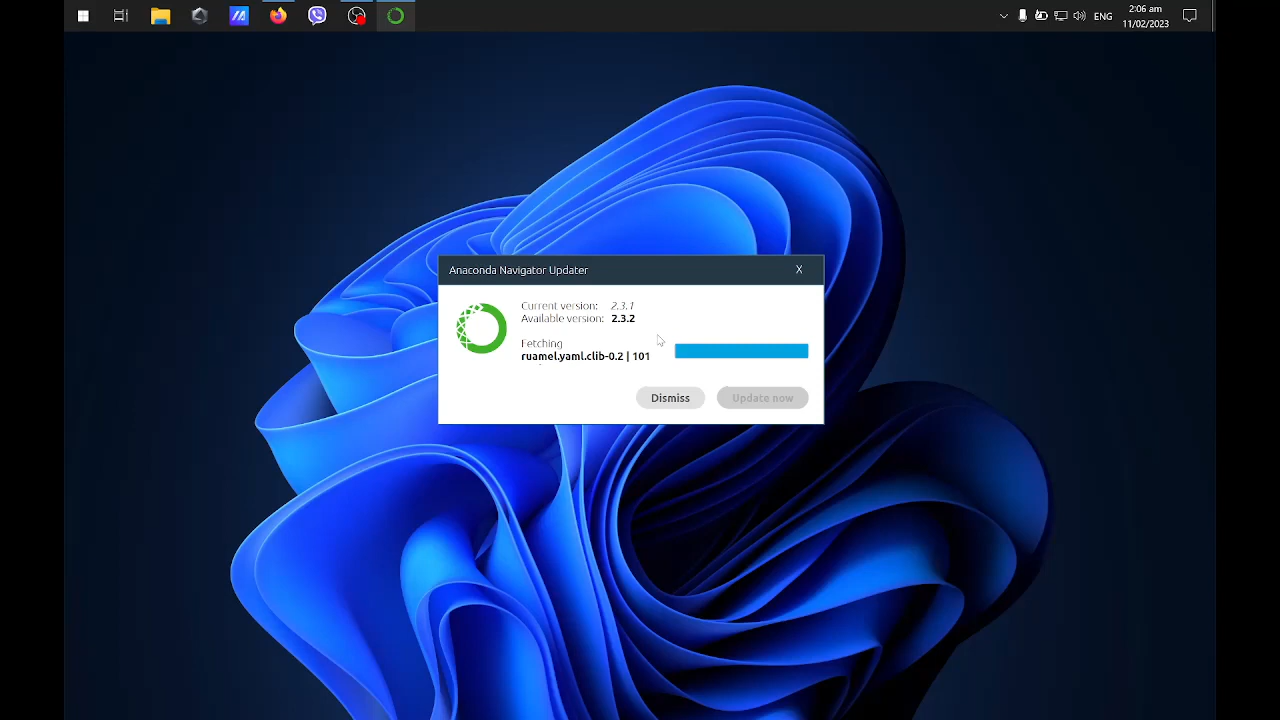 ENG
2:06 am
11/02/2023
Anaconda Navigator Updater
X
Current version: 2.3.1
Available version: 2.3.2
Fetching
ruamel.yaml.clib-0.2 | 101
Dismiss
Update now